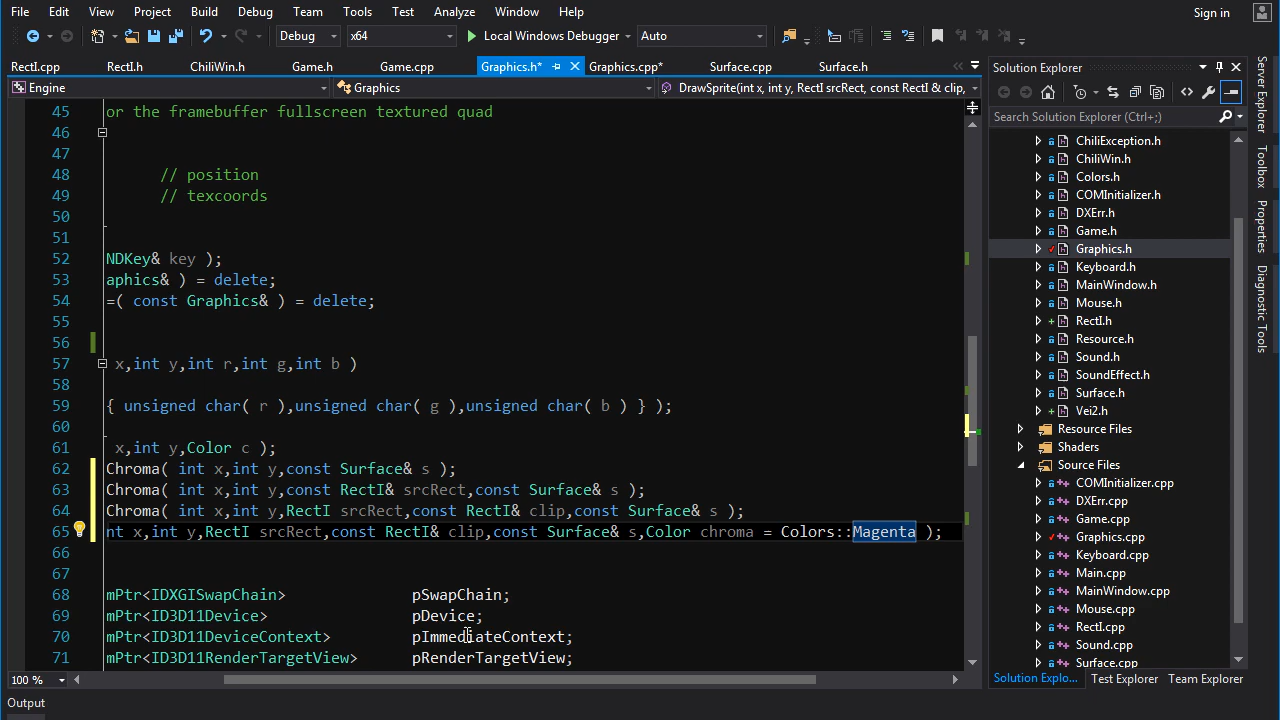 File Edit View Project Build Debug Team Tools Test Analyze Window Help Sign in
Debug x64 Local Windows Debugger Auto
RectI.cpp RectI.h ChiliWin.h Game.h Game.cpp Graphics.h* Graphics.cpp* Surface.cpp Surface.h
Engine Graphics DrawSprite(int x, int y, RectI srcRect, const RectI & clip,
45 or the framebuffer fullscreen textured quad
46
47
48 // position
49 // texcoords
50
51
52 NDKey& key );
53 aphics& ) = delete;
54 =( const Graphics& ) = delete;
55
56
57 x,int y,int r,int g,int b )
58
59 { unsigned char( r ),unsigned char( g ),unsigned char( b ) } );
60
61 x,int y,Color c );
62 Chroma( int x,int y,const Surface& s );
63 Chroma( int x,int y,const RectI& srcRect,const Surface& s );
64 Chroma( int x,int y,RectI srcRect,const RectI& clip,const Surface& s );
65 nt x,int y,RectI srcRect,const RectI& clip,const Surface& s,Color chroma = Colors::Magenta );
66
67
68 mPtr<IDXGISwapChain> pSwapChain;
69 mPtr<ID3D11Device> pDevice;
70 mPtr<ID3D11DeviceContext> pImmediateContext;
71 mPtr<ID3D11RenderTargetView> pRenderTargetView;
100 %
Output
Solution Explorer
Search Solution Explorer (Ctrl+;)
ChiliException.h
ChiliWin.h
Colors.h
COMInitializer.h
DXErr.h
Game.h
Graphics.h
Keyboard.h
MainWindow.h
Mouse.h
RectI.h
Resource.h
Sound.h
SoundEffect.h
Surface.h
Vei2.h
Resource Files
Shaders
Source Files
COMInitializer.cpp
DXErr.cpp
Game.cpp
Graphics.cpp
Keyboard.cpp
Main.cpp
MainWindow.cpp
Mouse.cpp
RectI.cpp
Sound.cpp
Surface.cpp
Solution Explo... Test Explorer Team Explorer
Server Explorer
Toolbox
Properties
Diagnostic Tools